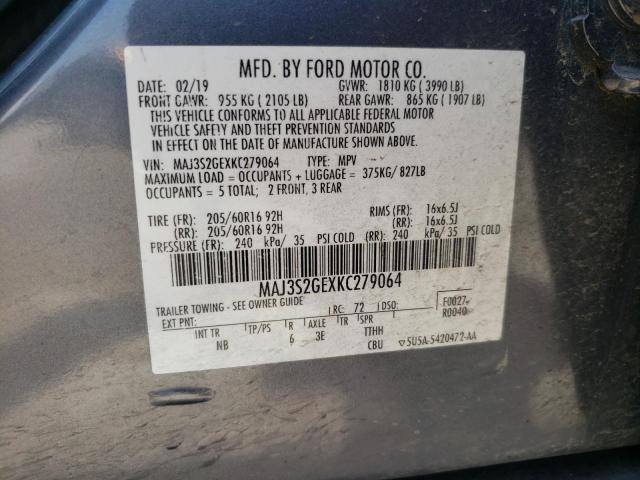 MFD. BY FORD MOTOR CO.
DATE: 02/19 GVWR: 1810 KG (3990 LB)
FRONT GAWR: 955 KG (2105 LB) REAR GAWR: 865 KG (1907 LB)
THIS VEHICLE CONFORMS TO ALL APPLICABLE FEDERAL MOTOR
VEHICLE SAFETY AND THEFT PREVENTION STANDARDS
IN EFFECT ON THE DATE OF MANUFACTURE SHOWN ABOVE.
VIN: MAJ3S2GEXKC279064 TYPE: MPV
MAXIMUM LOAD = OCCUPANTS + LUGGAGE = 375KG/ 827LB
OCCUPANTS = 5 TOTAL; 2 FRONT, 3 REAR
TIRE (FR): 205/60R16 92H RIMS (FR): 16x6.5J
(RR): 205/60R16 92H (RR): 16x6.5J
PRESSURE (FR): 240 kPa/ 35 PSI COLD (RR): 240 kPa/ 35 PSI COLD
MAJ3S2GEXKC279064
TRAILER TOWING - SEE OWNER GUIDE
EXT PNT: RC: 72 DSO: F0027
R0040
INT TR TP/PS R AXLE TR SPR
NB 6 3E TTHH
CBU ▽5U5A-5420472-AA